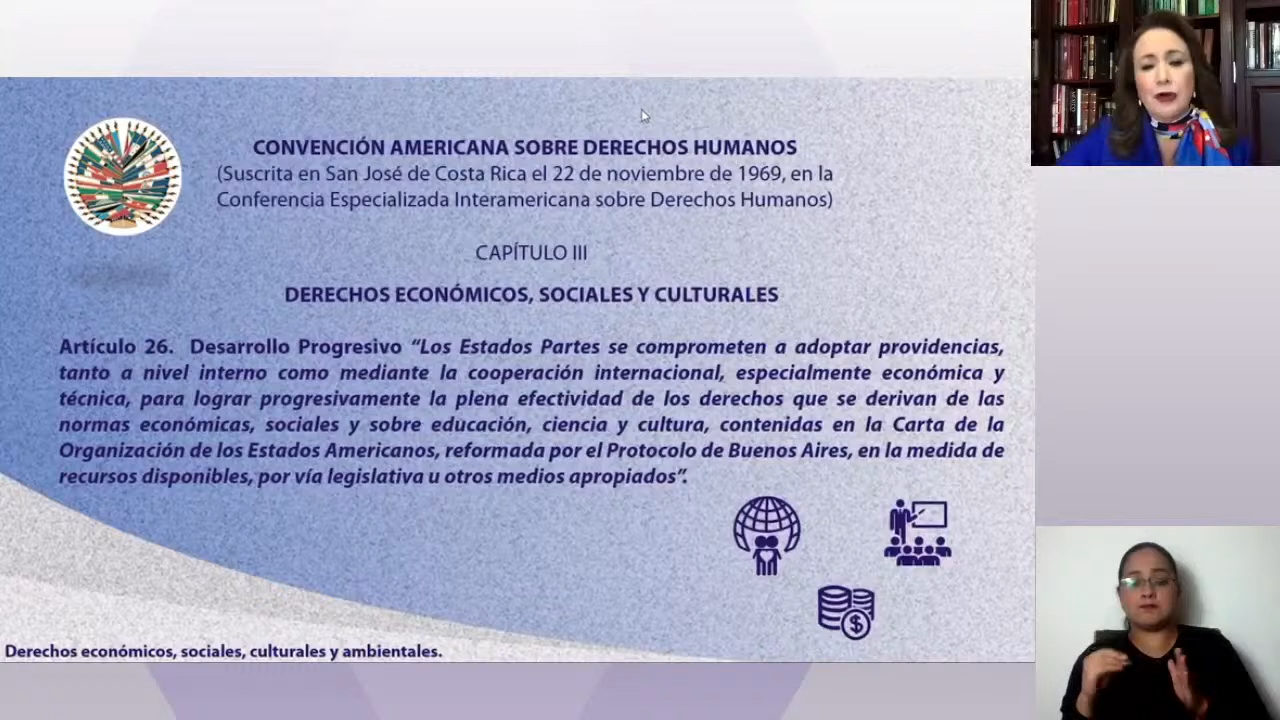 CONVENCIÓN AMERICANA SOBRE DERECHOS HUMANOS
(Suscrita en San José de Costa Rica el 22 de noviembre de 1969, en la
Conferencia Especializada Interamericana sobre Derechos Humanos)
CAPÍTULO III
DERECHOS ECONÓMICOS, SOCIALES Y CULTURALES
Artículo 26. Desarrollo Progresivo “Los Estados Partes se comprometen a adoptar providencias,
tanto a nivel interno como mediante la cooperación internacional, especialmente económica y
técnica, para lograr progresivamente la plena efectividad de los derechos que se derivan de las
normas económicas, sociales y sobre educación, ciencia y cultura, contenidas en la Carta de la
Organización de los Estados Americanos, reformada por el Protocolo de Buenos Aires, en la medida de
recursos disponibles, por vía legislativa u otros medios apropiados”.
$
Derechos económicos, sociales, culturales y ambientales.